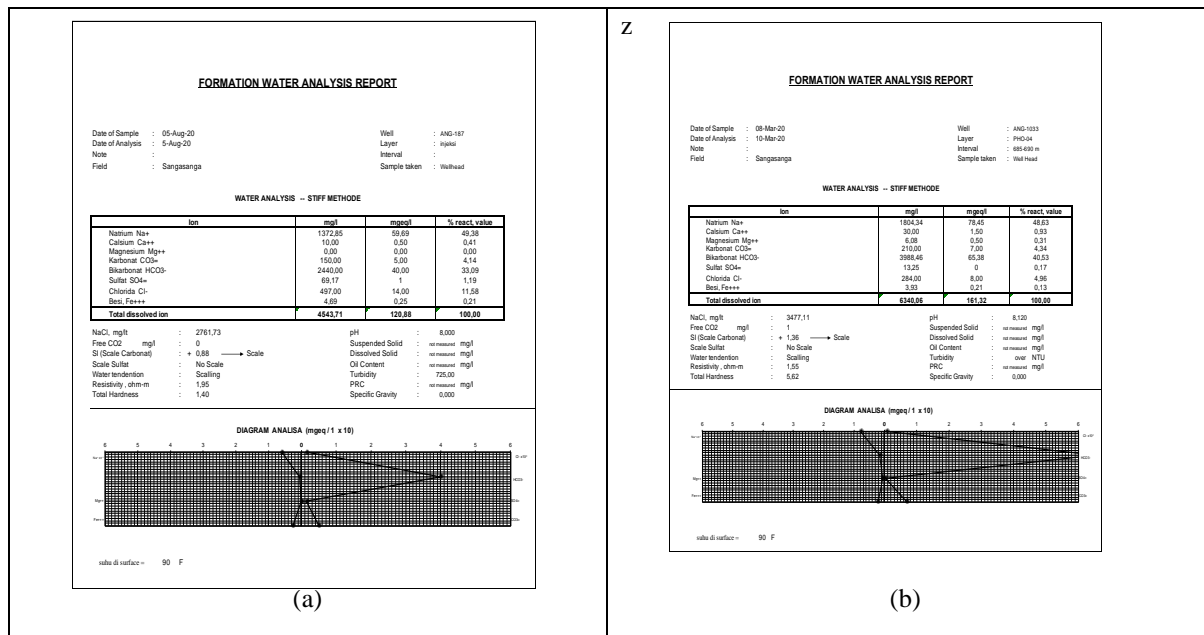 FORMATION WATER ANALYSIS REPORT
Date of Sample : 05-Aug-20 Well : ANG-187
Date of Analysis : 5-Aug-20 Layer : injeksi
Note : Interval :
Field : Sangasanga Sample taken : Wellhead
WATER ANALYSIS -- STIFF METHODE
Ion mg/l mgeq/l % react, value
Natrium Na+ 1372,85 59,69 49,38
Calsium Ca++ 10,00 0,50 0,41
Magnesium Mg++ 0,00 0,00 0,00
Karbonat CO3= 150,00 5,00 4,14
Bikarbonat HCO3- 2440,00 40,00 33,09
Sulfat SO4= 69,17 1 1,19
Chlorida Cl- 497,00 14,00 11,58
Besi, Fe+++ 4,69 0,25 0,21
Total dissolved ion 4543,71 120,88 100,00
NaCl, mg/lt : 2761,73 pH : 8,000
Free CO2 mg/l : 0 Suspended Solid : not measured mg/l
SI (Scale Carbonat) : + 0,88 → Scale Dissolved Solid : not measured mg/l
Scale Sulfat : No Scale Oil Content : not measured mg/l
Water tendention : Scalling Turbidity : 725,00
Resistivity , ohm-m : 1,95 PRC : not measured mg/l
Total Hardness : 1,40 Specific Gravity : 0,000
DIAGRAM ANALISA (mgeq / 1 x 10)
6 5 4 3 2 1 0 1 2 3 4 5 6
HCO3-
Mg++
Fe+++
suhu di surface = 90 F
(a)
z
FORMATION WATER ANALYSIS REPORT
Date of Sample : 08-Mar-20 Well : ANG-1033
Date of Analysis : 10-Mar-20 Layer : PHO-04
Note : Interval : 685-690 m
Field : Sangasanga Sample taken : Well Head
WATER ANALYSIS -- STIFF METHODE
Ion mg/l mgeq/l % react, value
Natrium Na+ 1804,34 78,45 48,63
Calsium Ca++ 30,00 1,50 0,93
Magnesium Mg++ 6,08 0,50 0,31
Karbonat CO3= 210,00 7,00 4,34
Bikarbonat HCO3- 3988,46 65,38 40,53
Sulfat SO4= 13,25 0 0,17
Chlorida Cl- 284,00 8,00 4,96
Besi, Fe+++ 3,93 0,21 0,13
Total dissolved ion 6340,06 161,32 100,00
NaCl, mg/lt : 3477,11 pH : 8,120
Free CO2 mg/l : 1 Suspended Solid : not measured mg/l
SI (Scale Carbonat) : + 1,36 → Scale Dissolved Solid : not measured mg/l
Scale Sulfat : No Scale Oil Content : not measured mg/l
Water tendention : Scalling Turbidity : over NTU
Resistivity , ohm-m : 1,55 PRC : not measured mg/l
Total Hardness : 5,62 Specific Gravity : 0,000
DIAGRAM ANALISA (mgeq / 1 x 10)
6 5 4 3 2 1 0 1 2 3 4 5 6
HCO3-
Mg++
Fe+++
suhu di surface = 90 F
(b)